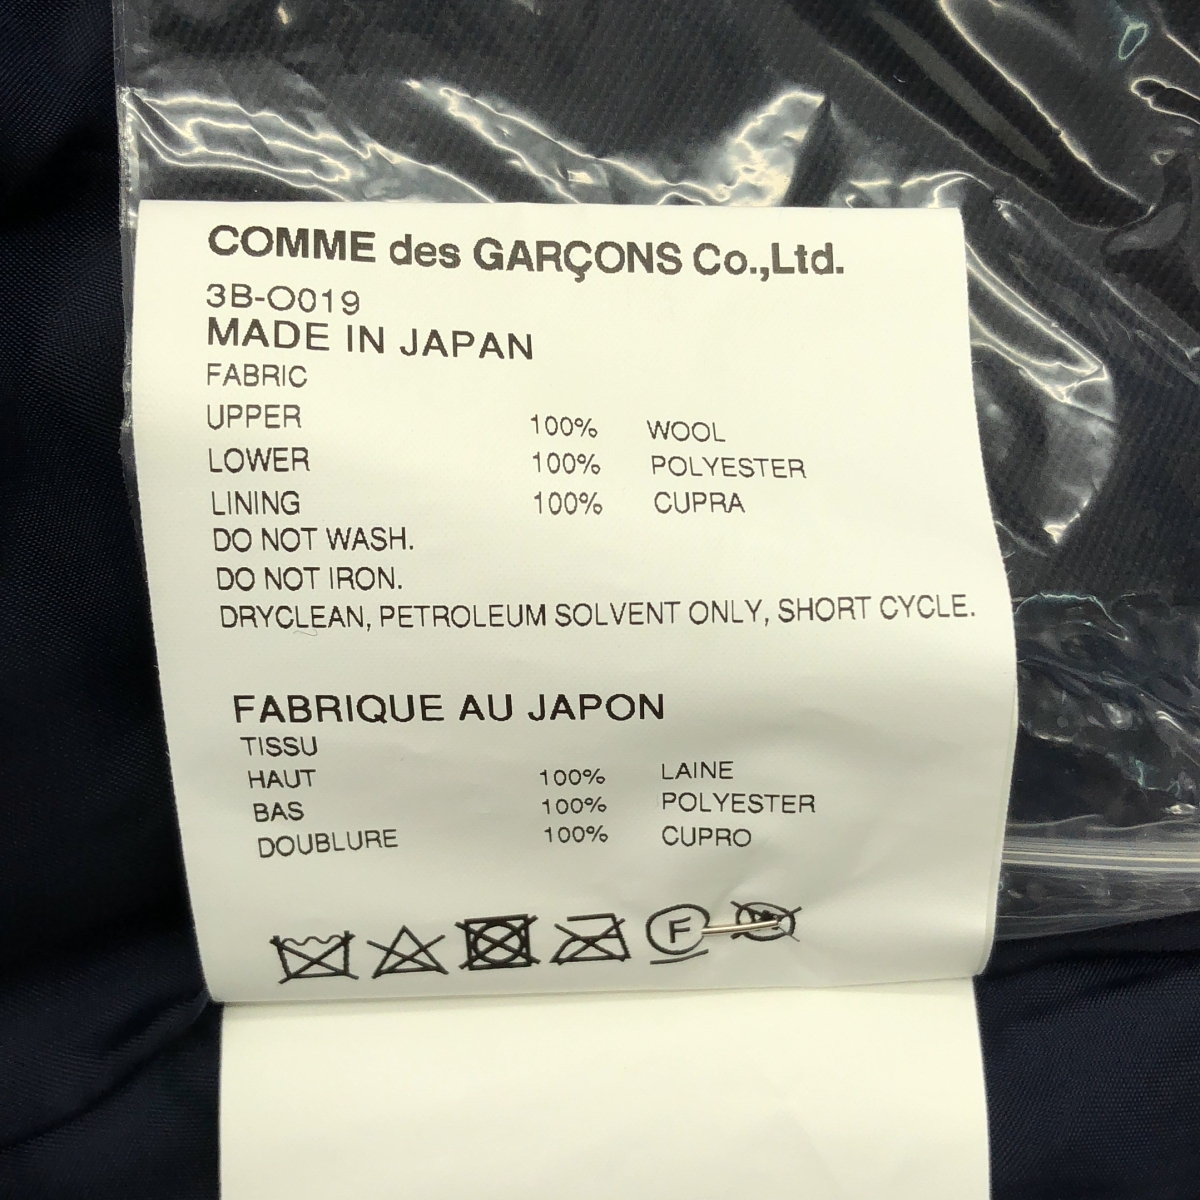 COMME des GARÇONS Co.,Ltd.
3B-O019
MADE IN JAPAN
FABRIC
UPPER 100% WOOL
LOWER 100% POLYESTER
LINING 100% CUPRA
DO NOT WASH.
DO NOT IRON.
DRYCLEAN, PETROLEUM SOLVENT ONLY, SHORT CYCLE.
FABRIQUE AU JAPON
TISSU
HAUT 100% LAINE
BAS 100% POLYESTER
DOUBLURE 100% CUPRO
F